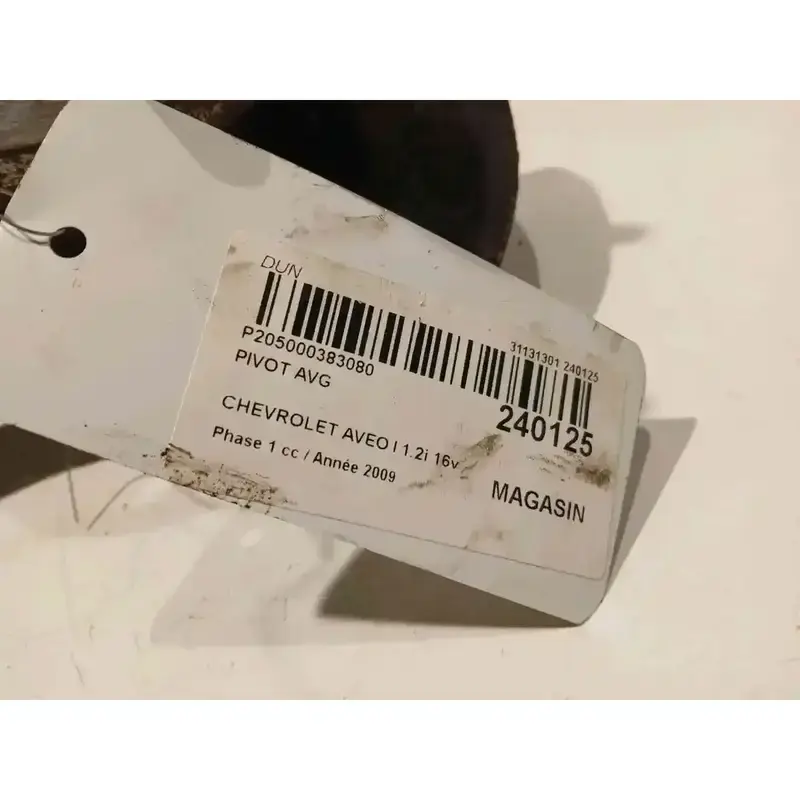 DUN
31131301 240125
P205000383080
PIVOT AVG
240125
CHEVROLET AVEO I 1.2i 16v
Phase 1 cc / Année 2009
MAGASIN